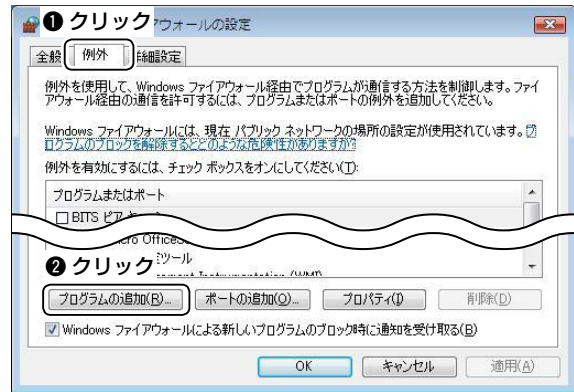 ❶ クリック
ァイアウォールの設定
全般
例外
詳細設定
例外を使用して、Windows ファイアウォール経由でプログラムが通信する方法を制御します。ファイ
アウォール経由の通信を許可するには、プログラムまたはポートの例外を追加してください。
Windows ファイアウォールには、現在 パブリック ネットワークの場所の設定が使用されています。プ
ログラムのブロックを解除するとどのような危険性がありますか?
例外を有効にするには、チェック ボックスをオンにしてください(T):
プログラムまたはポート
BITS ピア
❷ クリック
プログラムの追加(R)...
ポートの追加(O)...
プロパティ(I)
削除(D)
Windows ファイアウォールによる新しいプログラムのブロック時に通知を受け取る(B)
OK
キャンセル
適用(A)